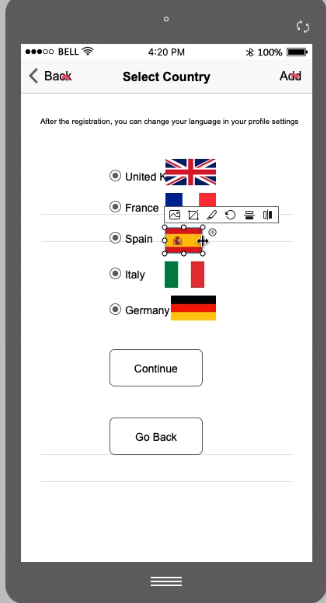 BELL 4:20 PM 100%
Back Select Country Add
After the registration, you can change your language in your profile settings
United K
France
Spain
Italy
Germany
Continue
Go Back